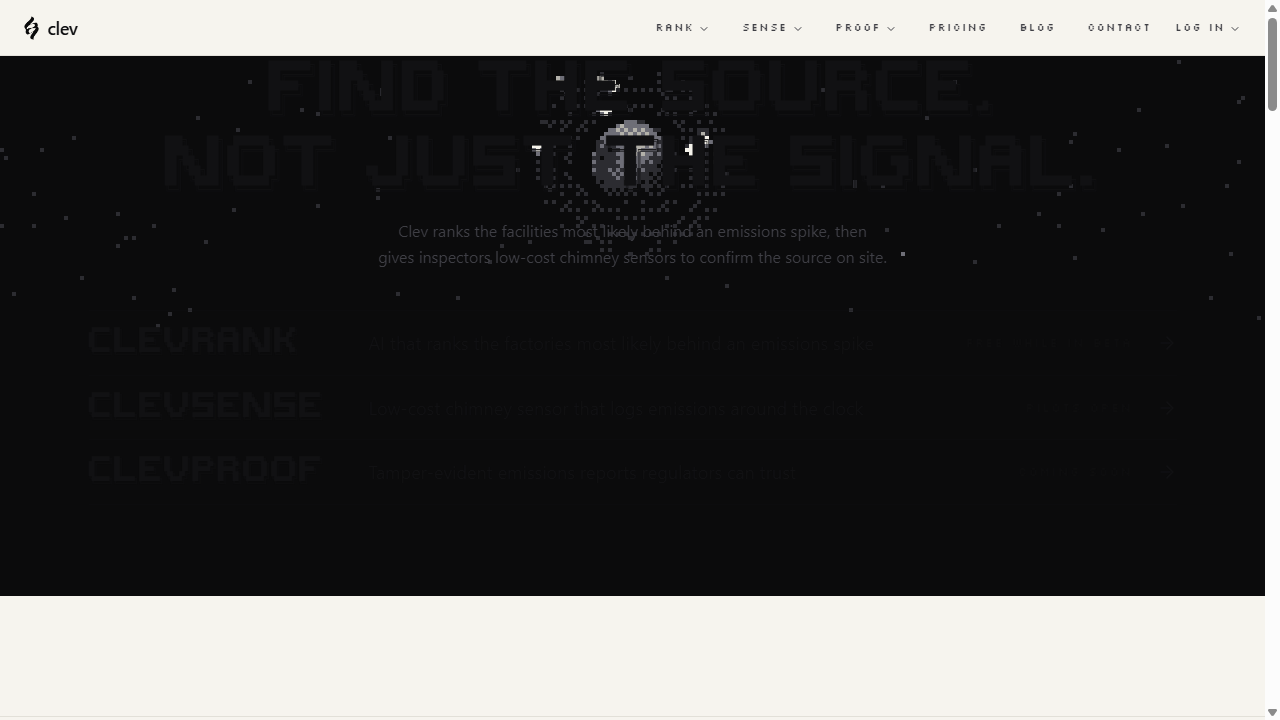 clev
RANK
SENSE
PROOF
PRICING
BLOG
CONTACT
LOG IN
FIND THE SOURCE.
NOT JUST THE SIGNAL.
Clev ranks the facilities most likely behind an emissions spike, then
gives inspectors low-cost chimney sensors to confirm the source on site.
CLEVRANK
AI that ranks the factories most likely behind an emissions spike
CLEVSENSE
Low-cost chimney sensor that logs emissions around the clock
CLEVPROOF
Tamper-evident emissions reports regulators can trust